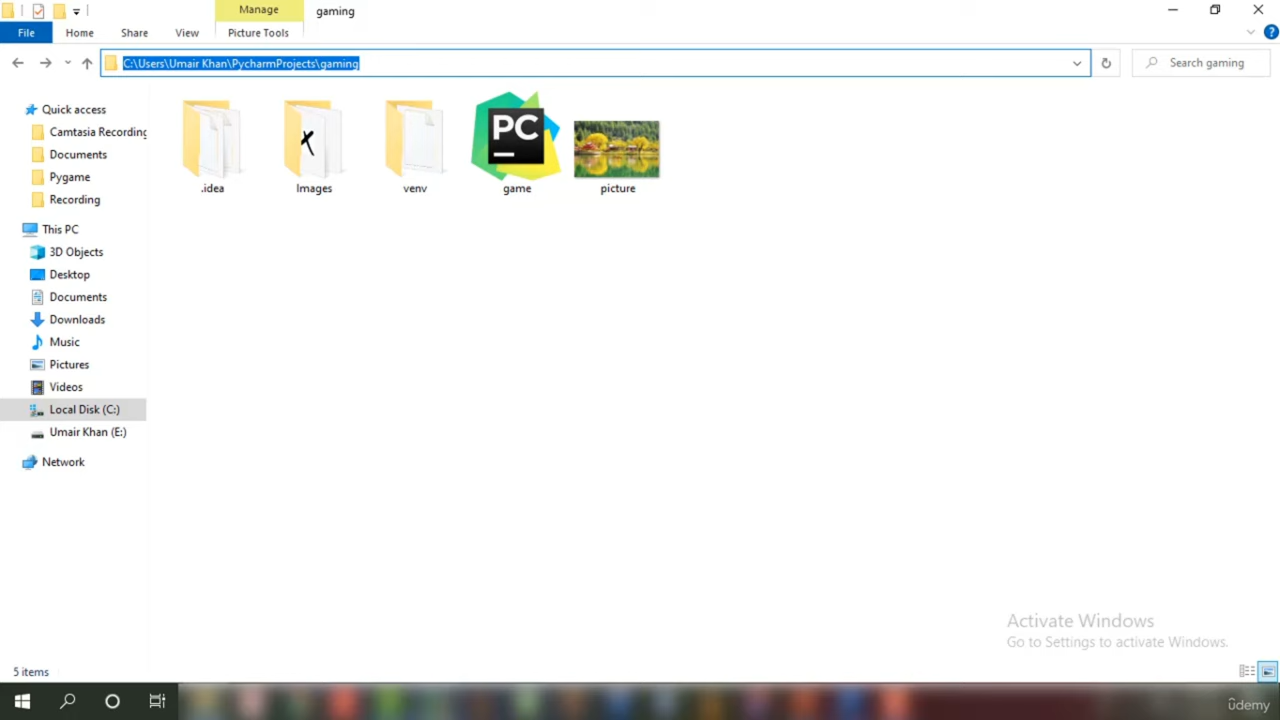 Manage
gaming
File
Home
Share
View
Picture Tools
C:\Users\Umair Khan\PycharmProjects\gaming
Search gaming
Quick access
Camtasia Recording
Documents
Pygame
Recording
This PC
3D Objects
Desktop
Documents
Downloads
Music
Pictures
Videos
Local Disk (C:)
Umair Khan (E:)
Network
.idea
Images
venv
PC
game
picture
Activate Windows
Go to Settings to activate Windows.
5 items
ûdemy